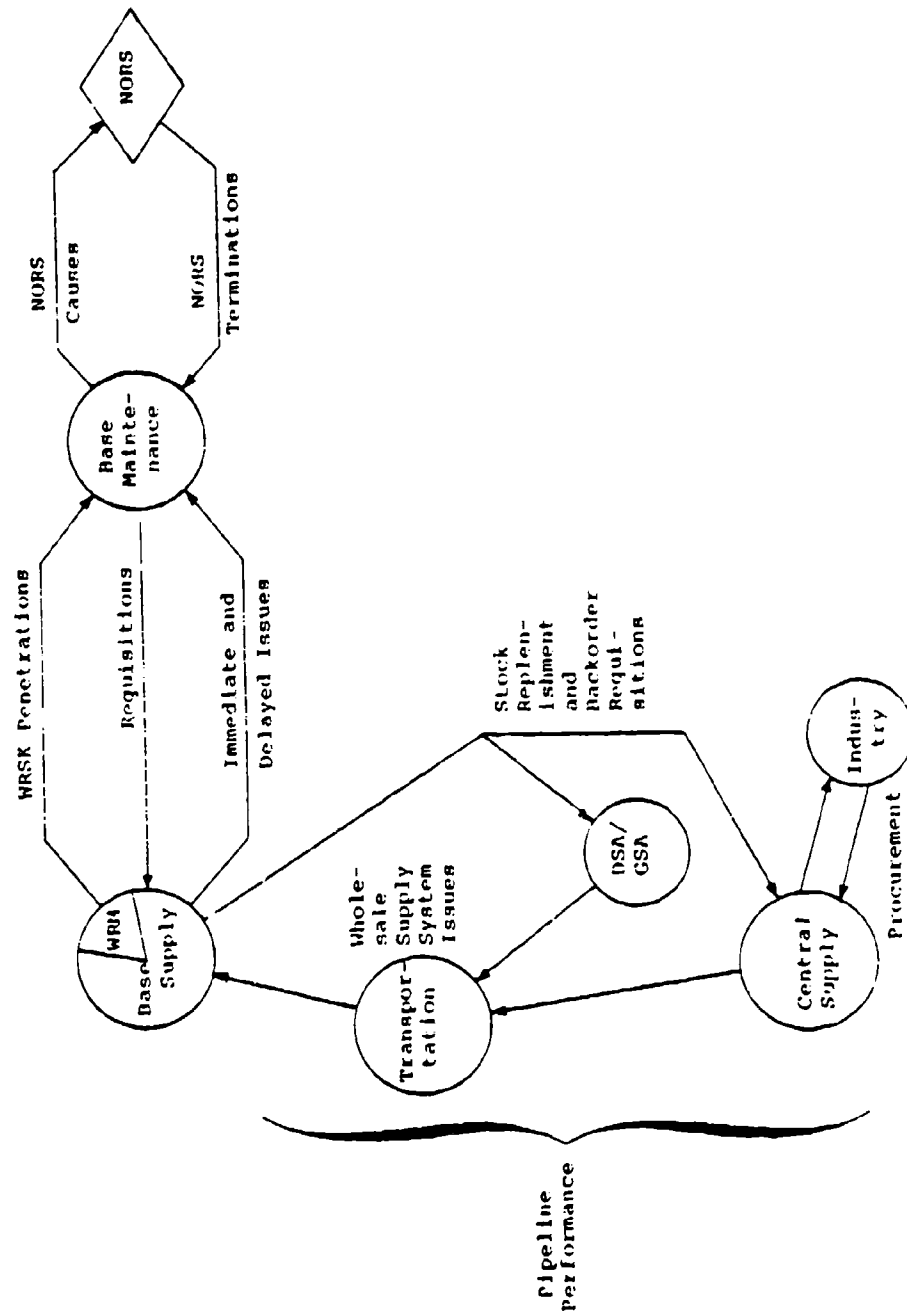 NORS
Causes
NORS
NORS
Terminations
Base
Mainte-
nance
WRSK Penetrations
Requisitions
Immediate and
Delayed Issues
WRM
Base
Supply
Stock
Replen-
ishment
and
Backorder
Requi-
sitions
Whole-
sale
Supply
System
Issues
Transpor-
tation
DSA/
GSA
Central
Supply
Indus-
try
Procurement
Pipeline
Performance